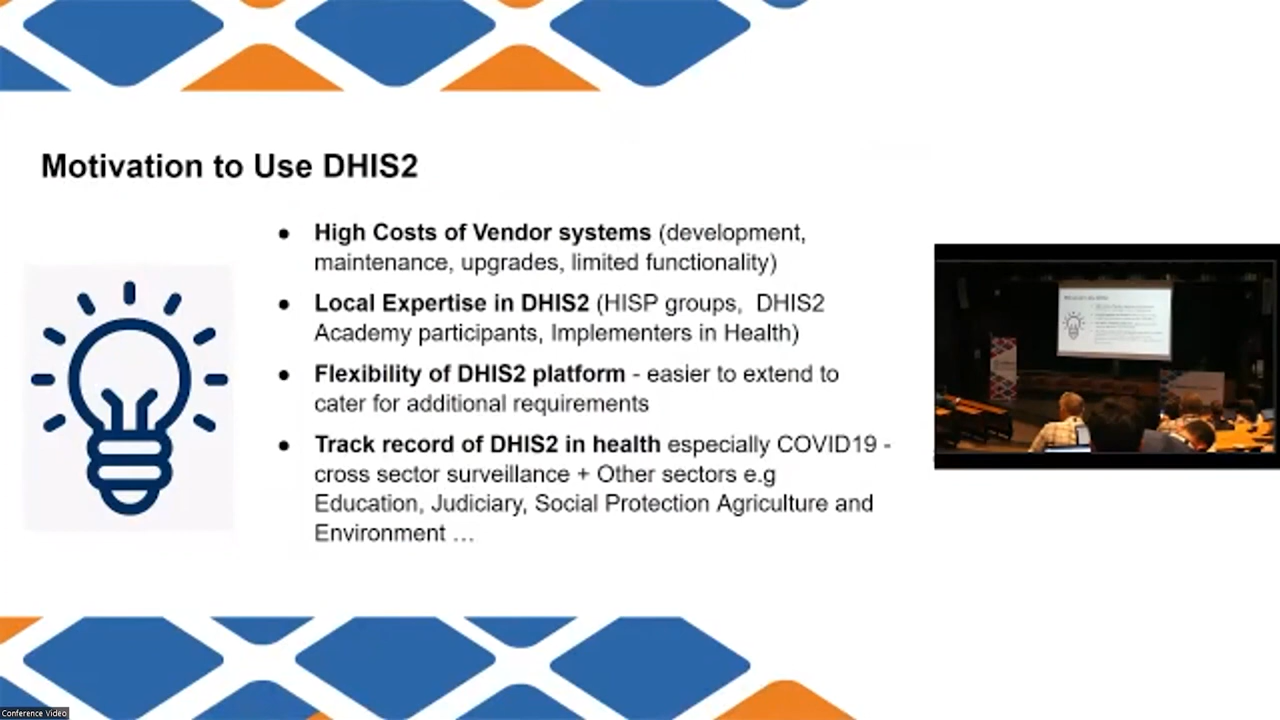 Motivation to Use DHIS2
● High Costs of Vendor systems (development,
maintenance, upgrades, limited functionality)
● Local Expertise in DHIS2 (HISP groups, DHIS2
Academy participants, Implementers in Health)
● Flexibility of DHIS2 platform - easier to extend to
cater for additional requirements
● Track record of DHIS2 in health especially COVID19 -
cross sector surveillance + Other sectors e.g
Education, Judiciary, Social Protection Agriculture and
Environment …
Conference Video